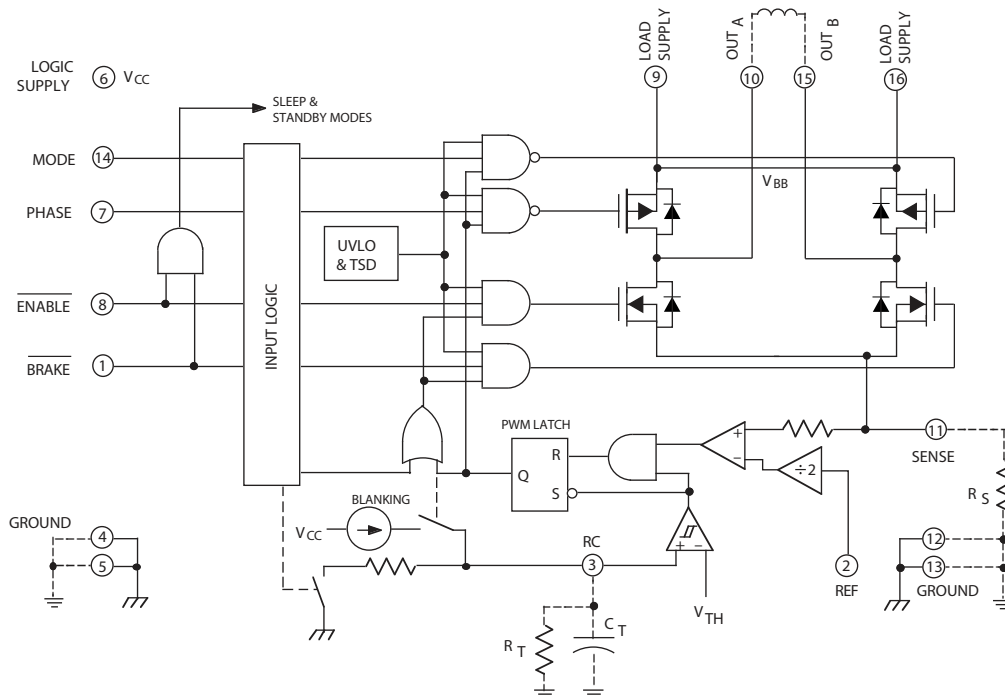 LOAD
SUPPLY
9
OUT A
10
OUT B
15
LOAD
SUPPLY
16
LOGIC
SUPPLY
6
VCC
SLEEP &
STANDBY MODES
MODE
14
PHASE
7
ENABLE
8
BRAKE
1
INPUT LOGIC
UVLO
& TSD
VBB
PWM LATCH
R
Q
S
+
−
÷2
11
SENSE
RS
GROUND
4
5
BLANKING
VCC
RC
3
+ −
VTH
2
REF
12
13
GROUND
RT
CT